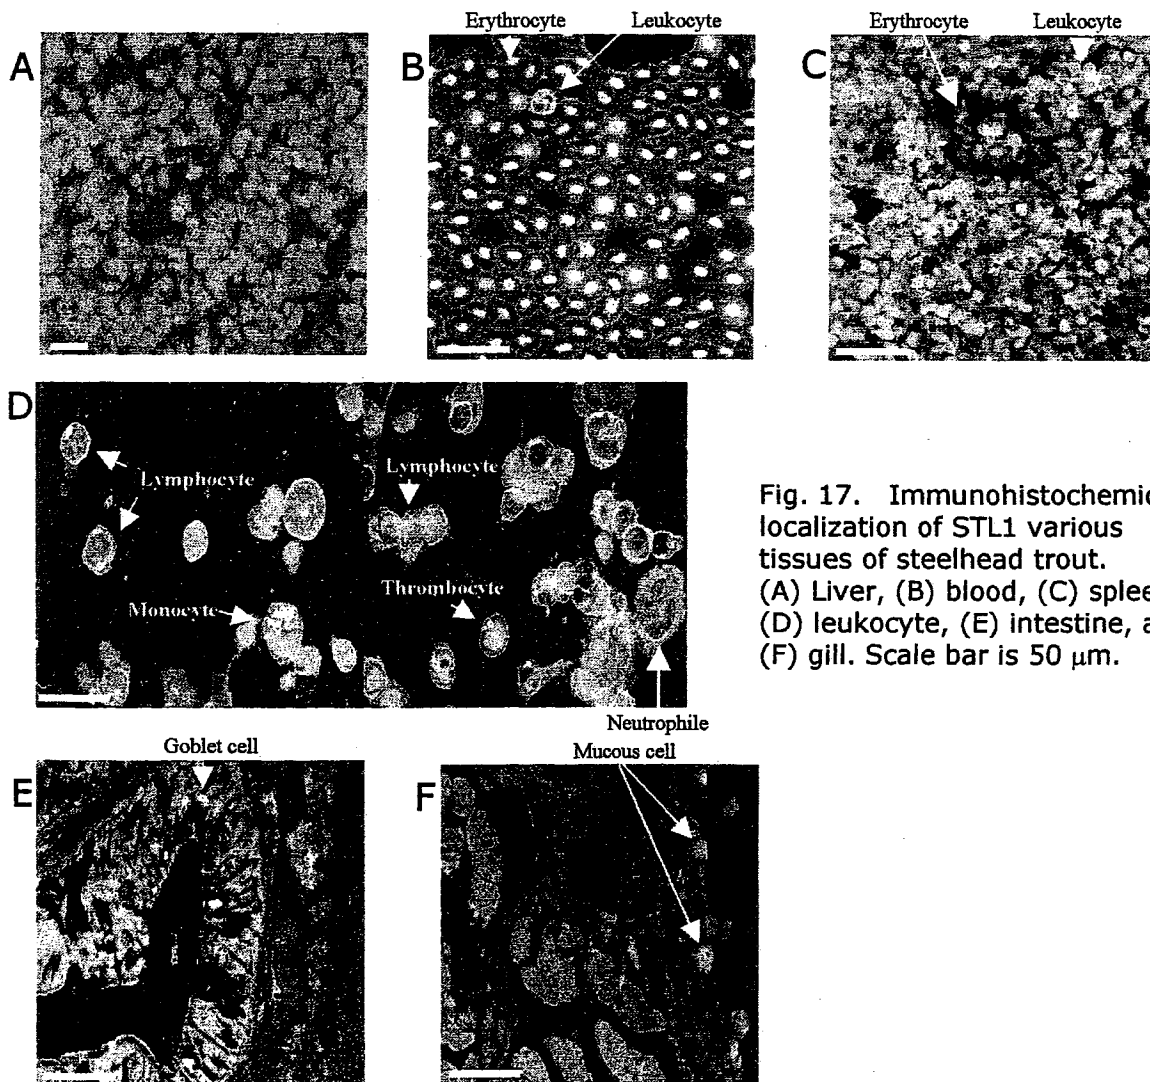 Erythrocyte Leukocyte
Erythrocyte Leukocyte
A
B
C
D
Lymphocyte
Lymphocyte
Monocyte
Thrombocyte
Neutrophile
Fig. 17. Immunohistochemic
localization of STL1 various
tissues of steelhead trout.
(A) Liver, (B) blood, (C) splee
(D) leukocyte, (E) intestine, a
(F) gill. Scale bar is 50 μm.
Goblet cell
Mucous cell
E
F